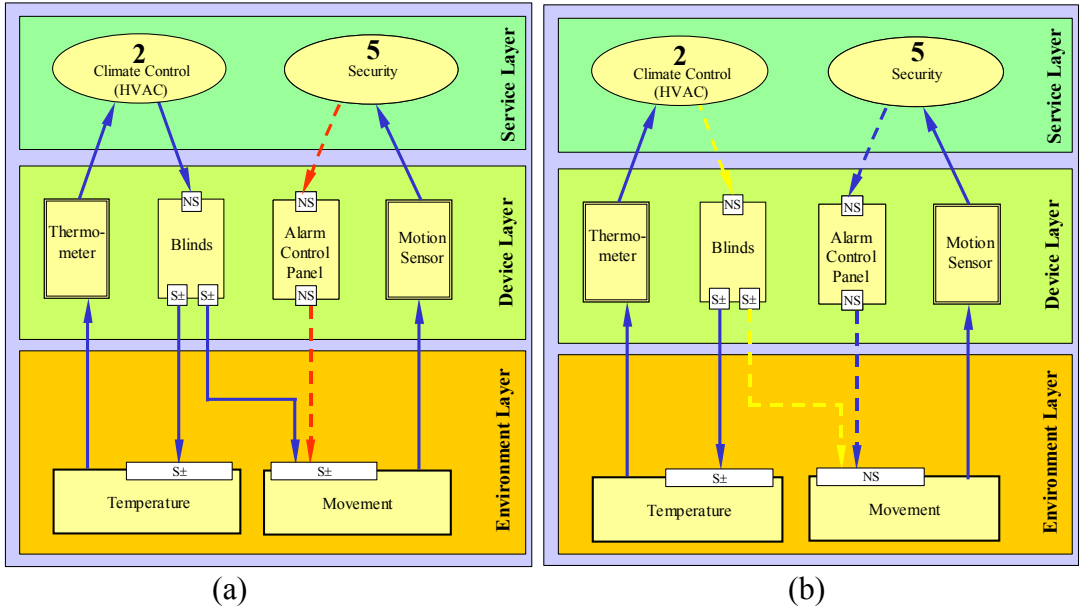 2
Climate Control
(HVAC)
5
Security
Service Layer
NS
NS
Thermo-
meter
Blinds
Alarm
Control
Panel
Motion
Sensor
S±
S±
NS
Device Layer
S±
S±
Temperature
Movement
Environment Layer
(a)
2
Climate Control
(HVAC)
5
Security
Service Layer
NS
NS
Thermo-
meter
Blinds
Alarm
Control
Panel
Motion
Sensor
S±
S±
NS
Device Layer
S±
NS
Temperature
Movement
Environment Layer
(b)